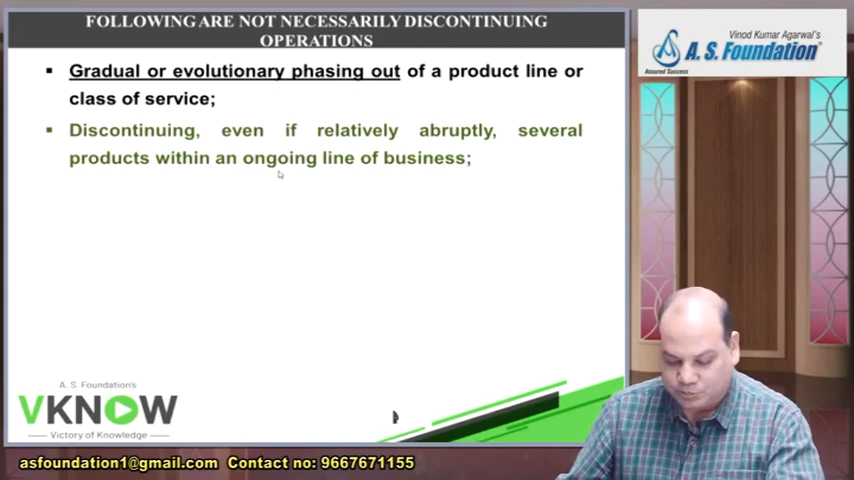 FOLLOWING ARE NOT NECESSARILY DISCONTINUING
OPERATIONS
▪ Gradual or evolutionary phasing out of a product line or
class of service;
▪ Discontinuing, even if relatively abruptly, several
products within an ongoing line of business;
Vinod Kumar Agarwal's
A. S. Foundation®
Assured Success
A. S. Foundation's
VKNOW
Victory of Knowledge
asfoundation1@gmail.com Contact no: 9667671155